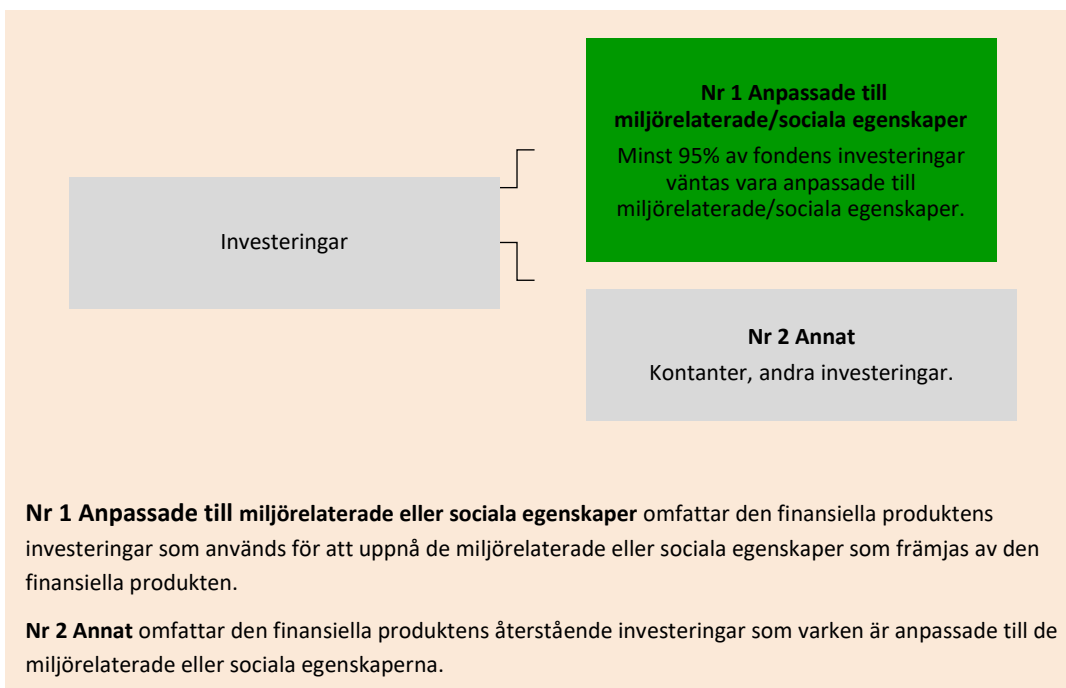 Nr 1 Anpassade till
miljörelaterade/sociala egenskaper
Minst 95% av fondens investeringar
väntas vara anpassade till
miljörelaterade/sociala egenskaper.
Investeringar
Nr 2 Annat
Kontanter, andra investeringar.
Nr 1 Anpassade till miljörelaterade eller sociala egenskaper omfattar den finansiella produktens
investeringar som används för att uppnå de miljörelaterade eller sociala egenskaper som främjas av den
finansiella produkten.
Nr 2 Annat omfattar den finansiella produktens återstående investeringar som varken är anpassade till de
miljörelaterade eller sociala egenskaperna.